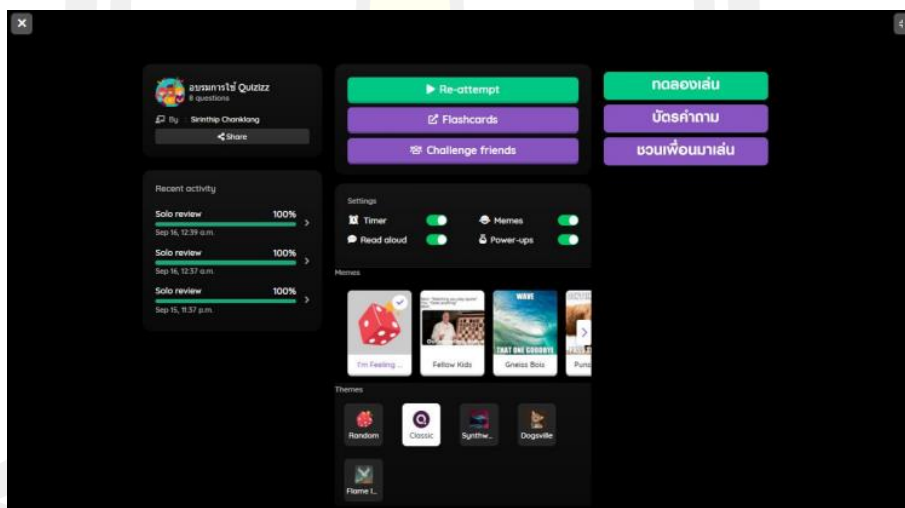 อบรมการใช้ Quizizz
8 questions
By : Sirinthip Chanklang
Share
Recent activity
Solo review 100%
Sep 16, 12:39 a.m.
Solo review 100%
Sep 16, 12:37 a.m.
Solo review 100%
Sep 15, 11:37 p.m.
Re-attempt
Flashcards
Challenge friends
Settings
Timer
Memes
Read aloud
Power-ups
Memes
WAVE
THAT ONE GOODBYE
I'm Feeling ...
Fellow Kids
Gneiss Bois
Themes
Random
Classic
Synthw...
Dogsville
Flame I...
ทดลองเล่น
บัตรคำถาม
ชวนเพื่อนมาเล่น